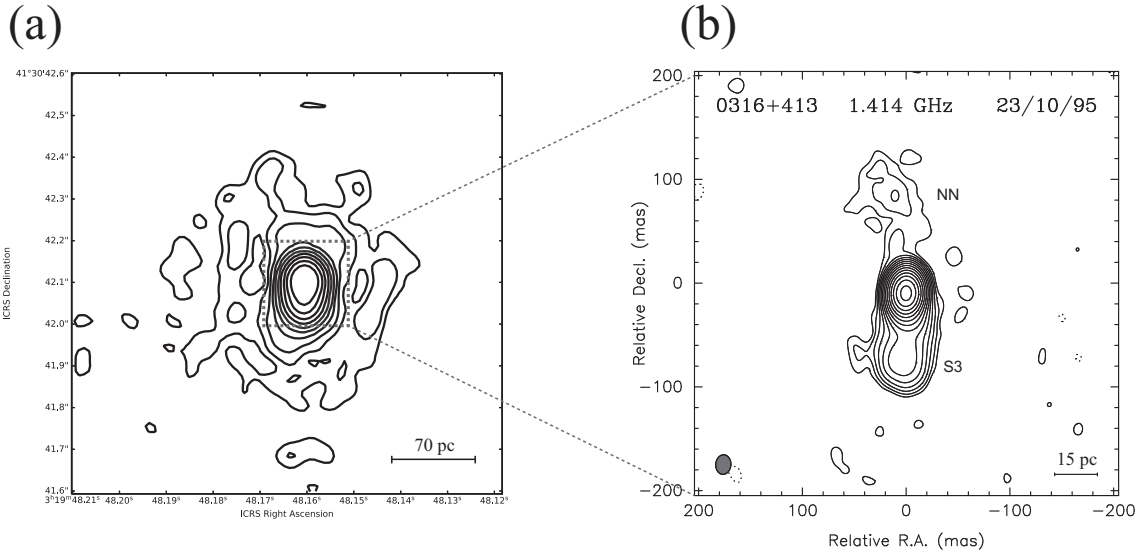 (a)
(b)
41°30'42.6"
42.5"
42.4"
42.3"
42.2"
42.1"
42.0"
41.9"
41.8"
41.7"
41.6"
ICRS Declination
70 pc
3ʰ19ᵐ48.21ˢ 48.20ˢ 48.19ˢ 48.18ˢ 48.17ˢ 48.16ˢ 48.15ˢ 48.14ˢ 48.13ˢ 48.12ˢ
ICRS Right Ascension
0316+413 1.414 GHz 23/10/95
200
100
0
−100
−200
Relative Decl. (mas)
NN
S3
15 pc
200 100 0 −100 −200
Relative R.A. (mas)